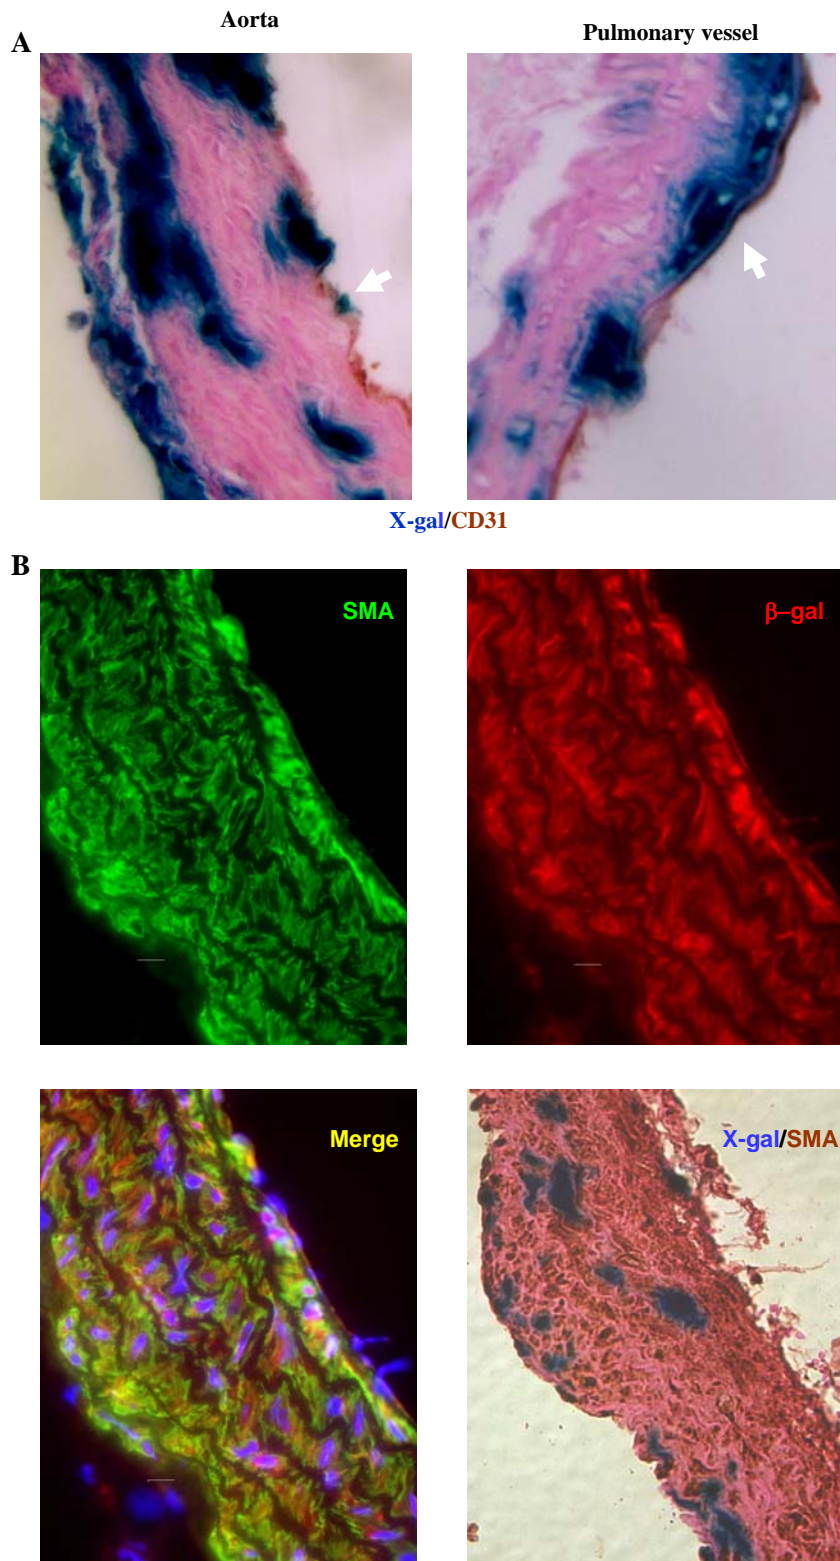 Aorta
Pulmonary vessel
A
X-gal/CD31
B
SMA
β–gal
Merge
X-gal/SMA